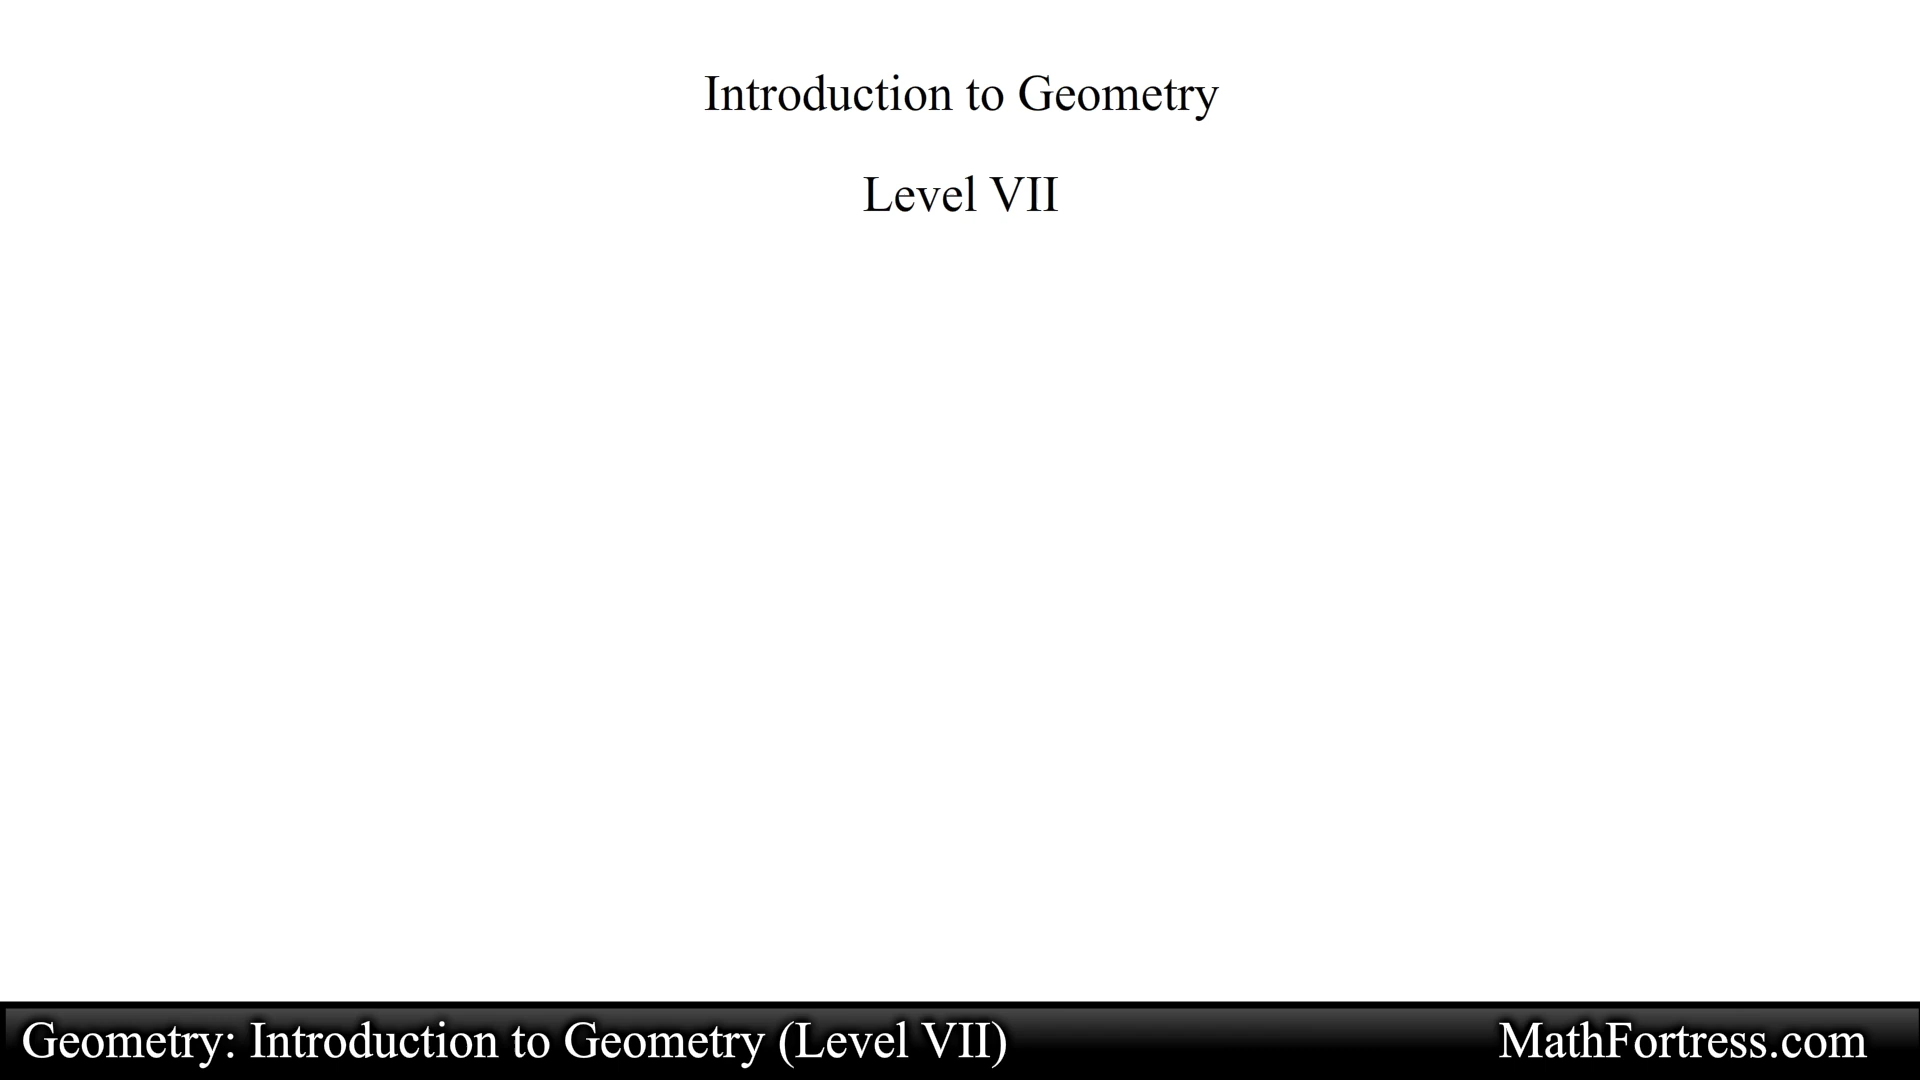 Introduction to Geometry
Level VII
Geometry: Introduction to Geometry (Level VII)
MathFortress.com